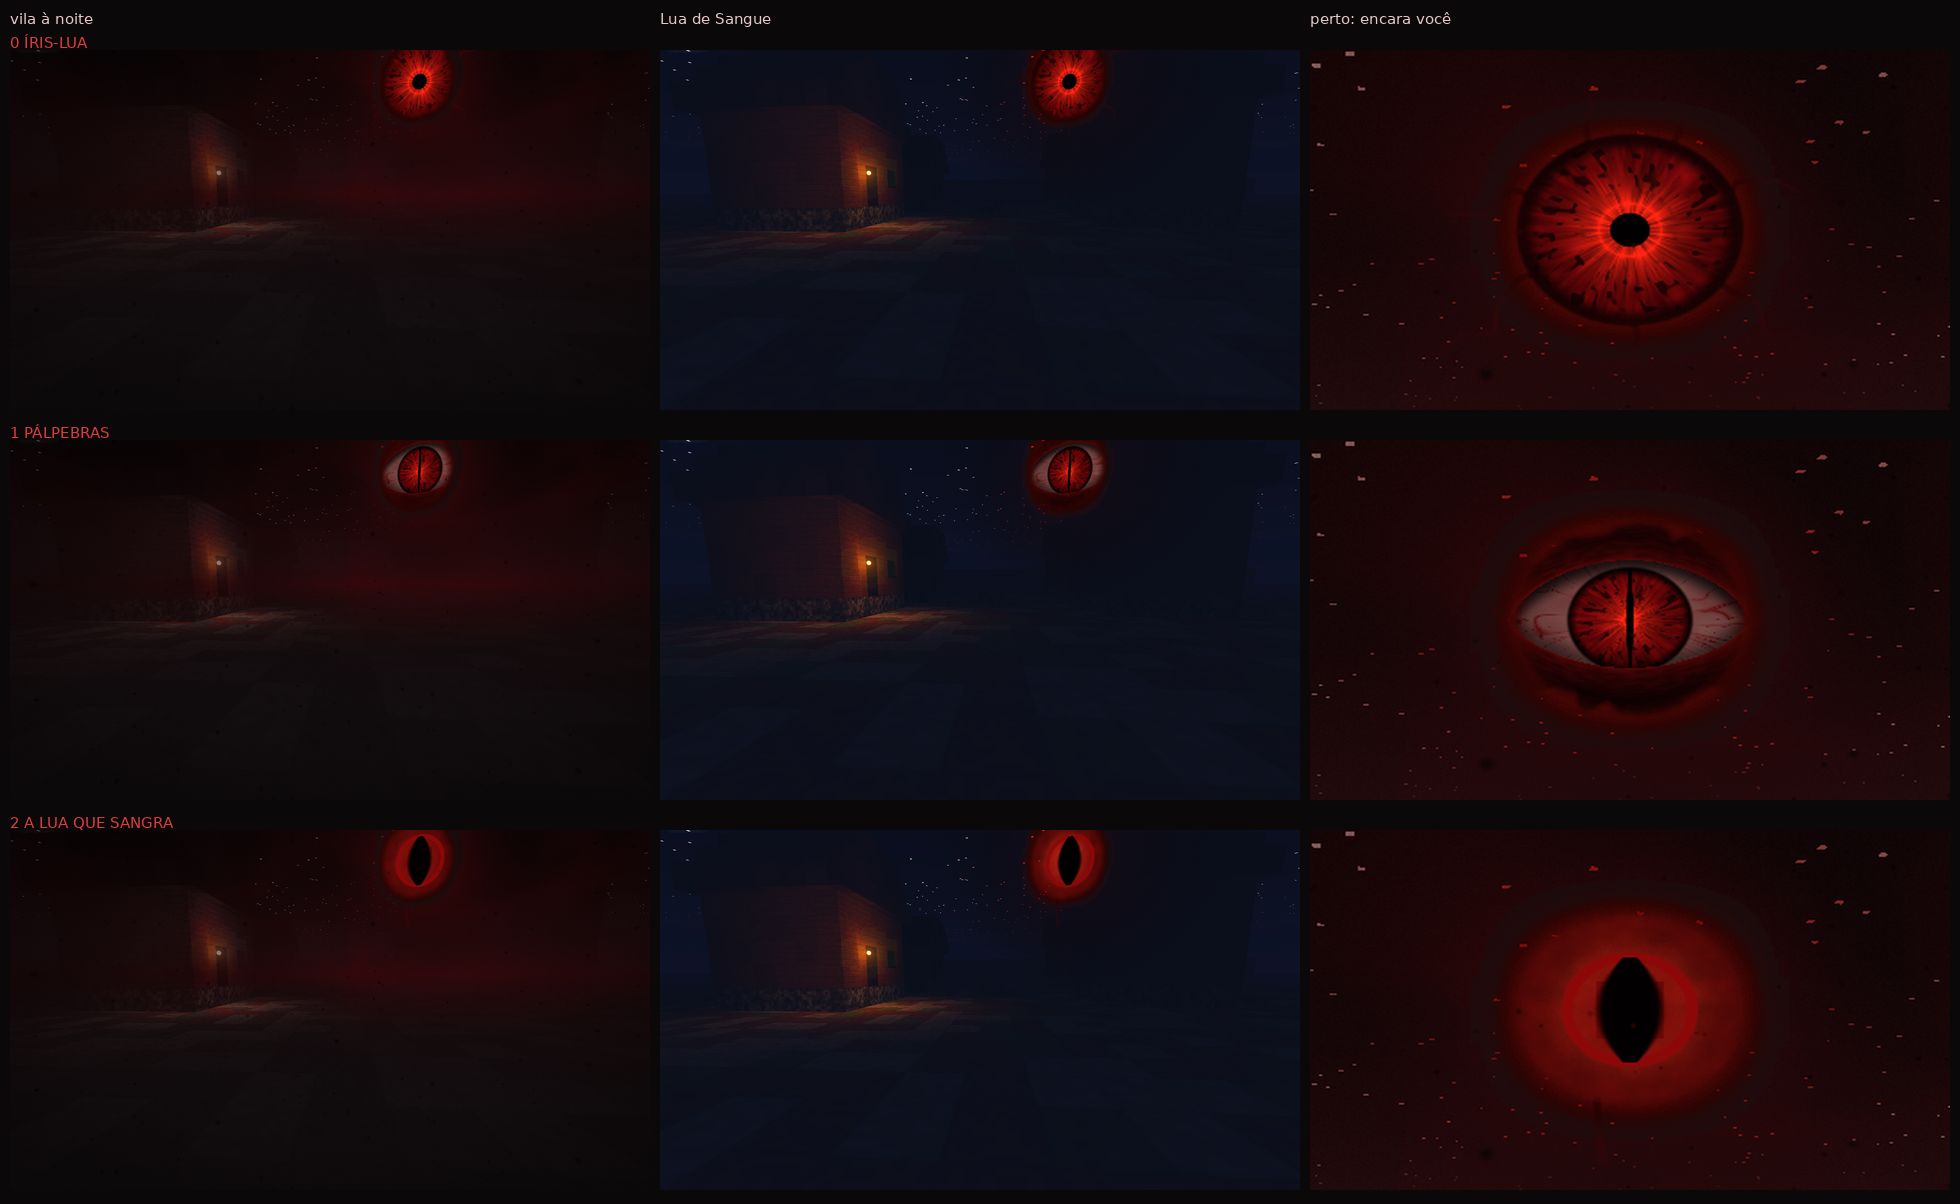 vila à noite
Lua de Sangue
perto: encara você
0 ÍRIS-LUA
1 PÁLPEBRAS
2 A LUA QUE SANGRA